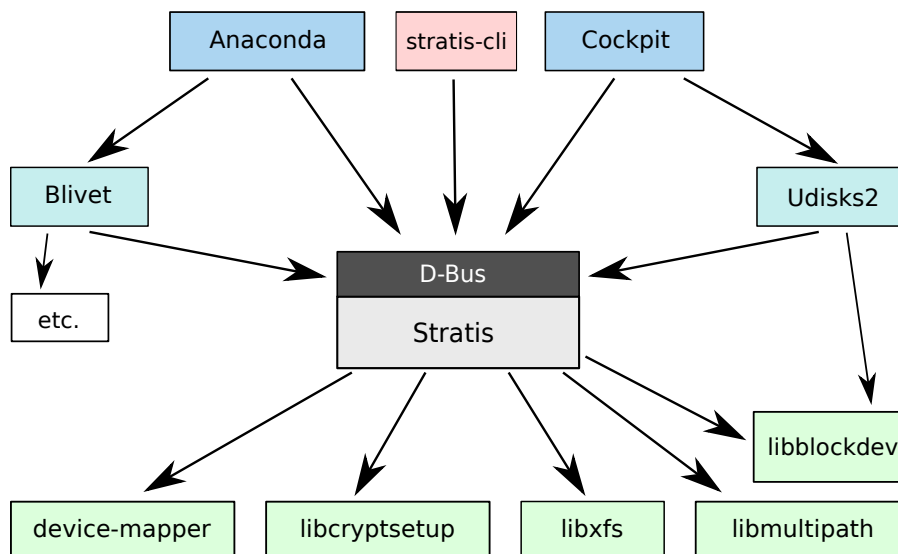 Anaconda
stratis-cli
Cockpit
Blivet
Udisks2
D-Bus
etc.
Stratis
libblockdev
device-mapper
libcryptsetup
libxfs
libmultipath